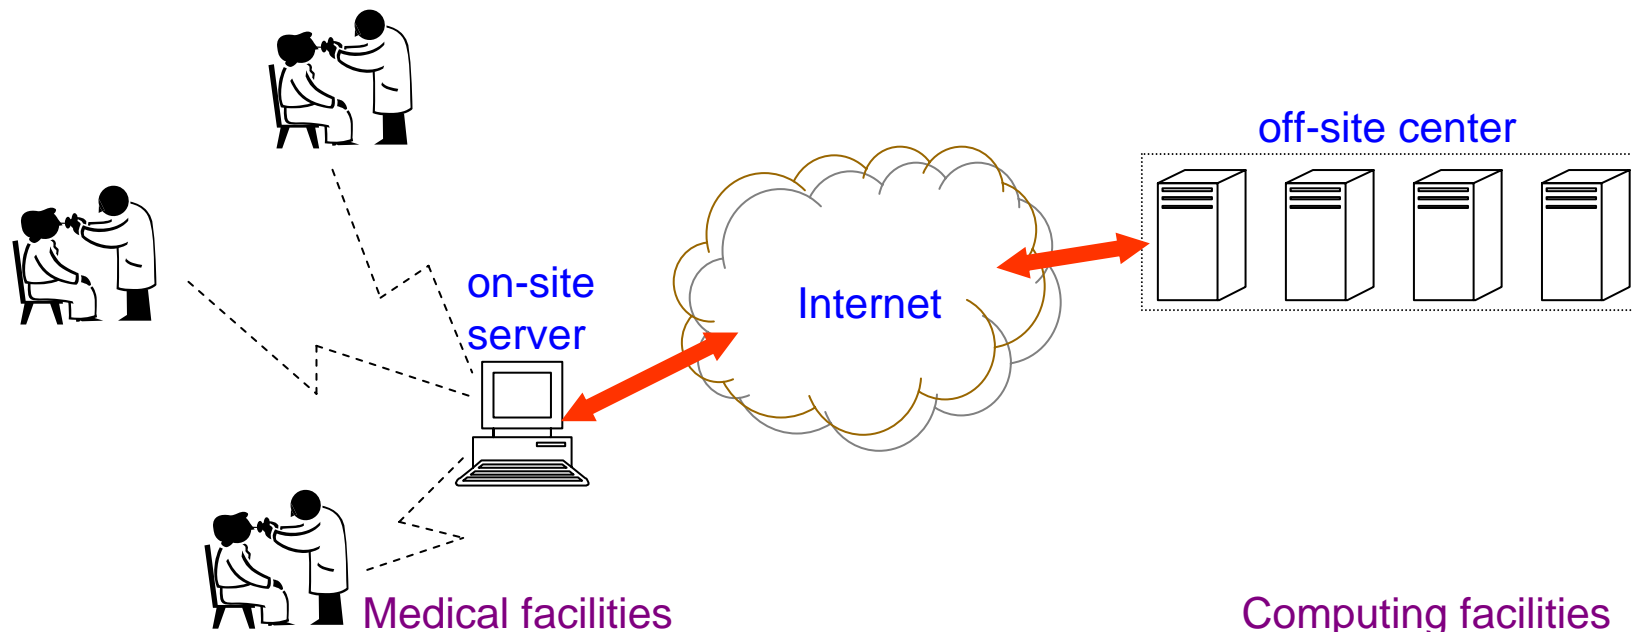 off-site center
on-site
server
Internet
Medical facilities
Computing facilities